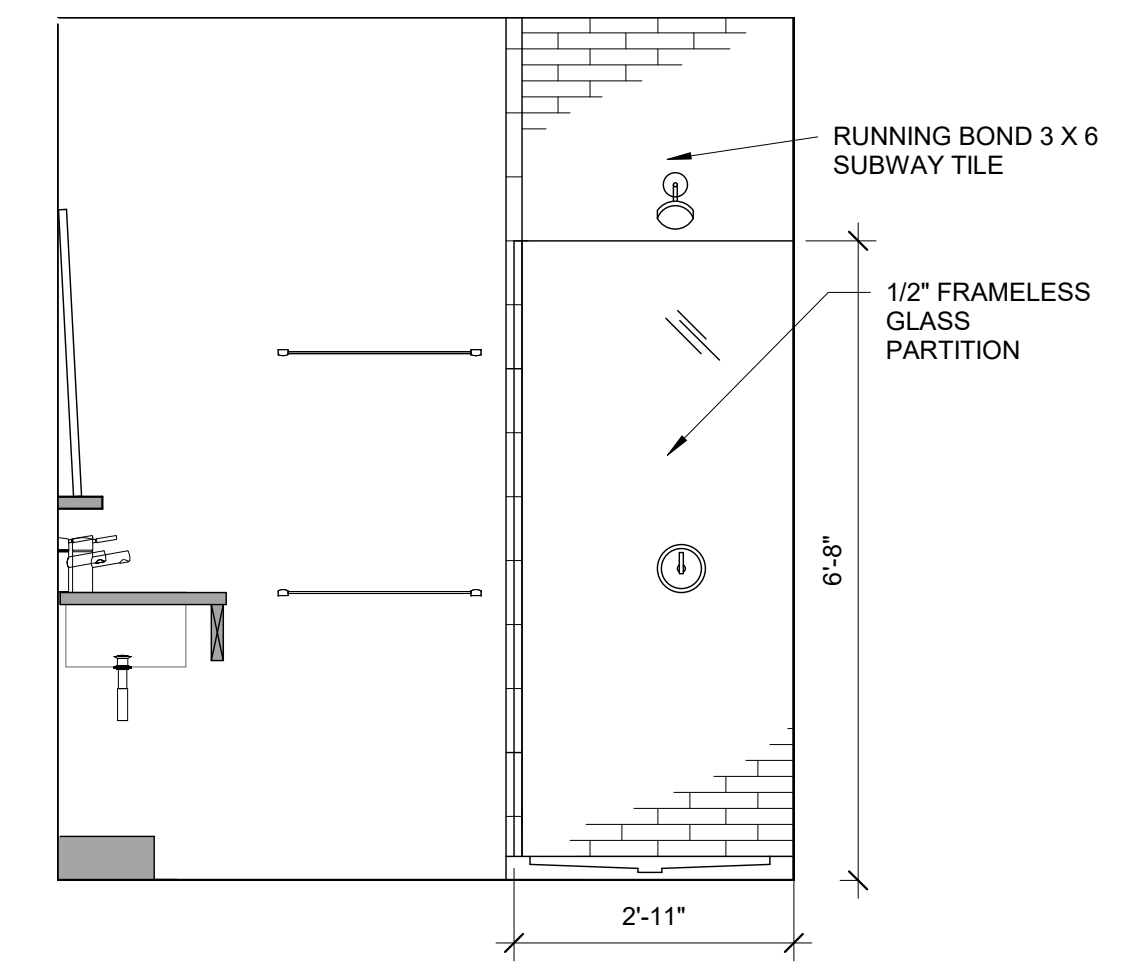 RUNNING BOND 3 X 6
SUBWAY TILE
1/2" FRAMELESS
GLASS
PARTITION
6'-8"
2'-11"